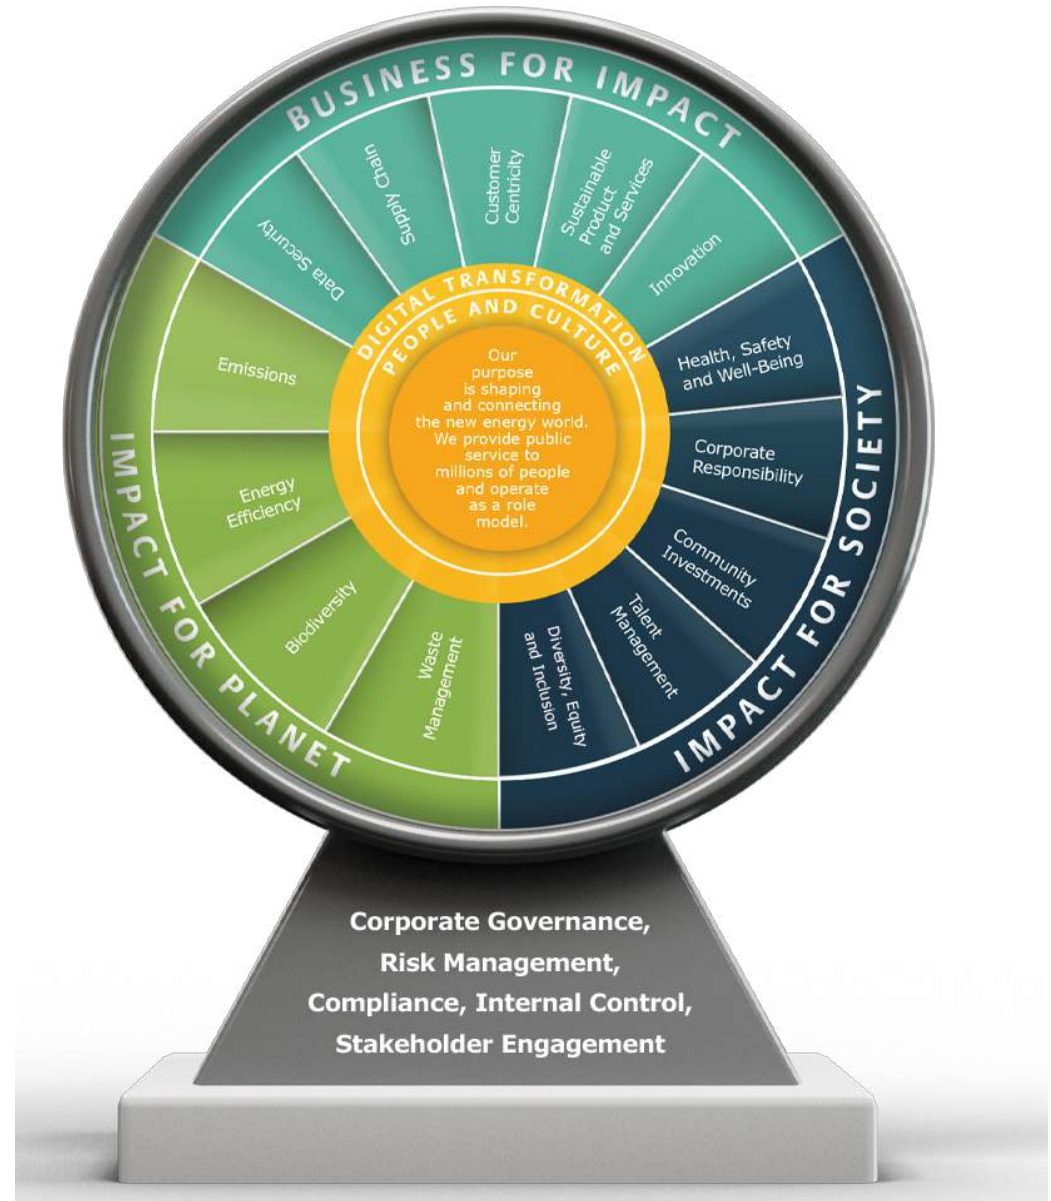 BUSINESS FOR IMPACT
Data Security
Supply Chain
Customer
Centricity
Sustainable
Product
and Services
Innovation
IMPACT FOR SOCIETY
Health, Safety
and Well-Being
Corporate
Responsibility
Community
Investments
Talent
Management
Diversity, Equity
and Inclusion
IMPACT FOR PLANET
Emissions
Energy
Efficiency
Biodiversity
Waste
Management
DIGITAL TRANSFORMATION
PEOPLE AND CULTURE
Our
purpose
is shaping
and connecting
the new energy world.
We provide public
service to
millions of people
and operate
as a role
model.
Corporate Governance,
Risk Management,
Compliance, Internal Control,
Stakeholder Engagement